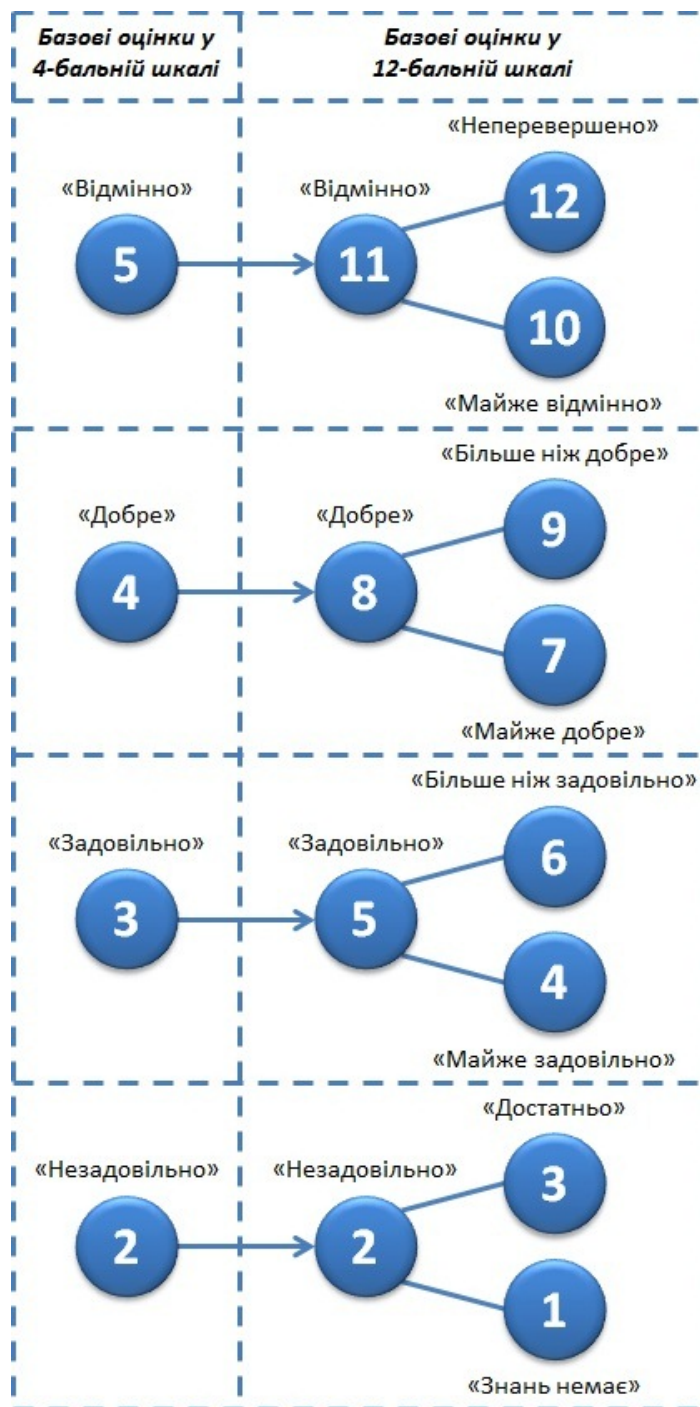 Базові оцінки у
4-бальній шкалі
Базові оцінки у
12-бальній шкалі
«Неперевершено»
«Відмінно»
«Відмінно»
12
5
11
10
«Майже відмінно»
«Більше ніж добре»
«Добре»
«Добре»
9
4
8
7
«Майже добре»
«Більше ніж задовільно»
«Задовільно»
«Задовільно»
6
3
5
4
«Майже задовільно»
«Достатньо»
«Незадовільно»
«Незадовільно»
3
2
2
1
«Знань немає»